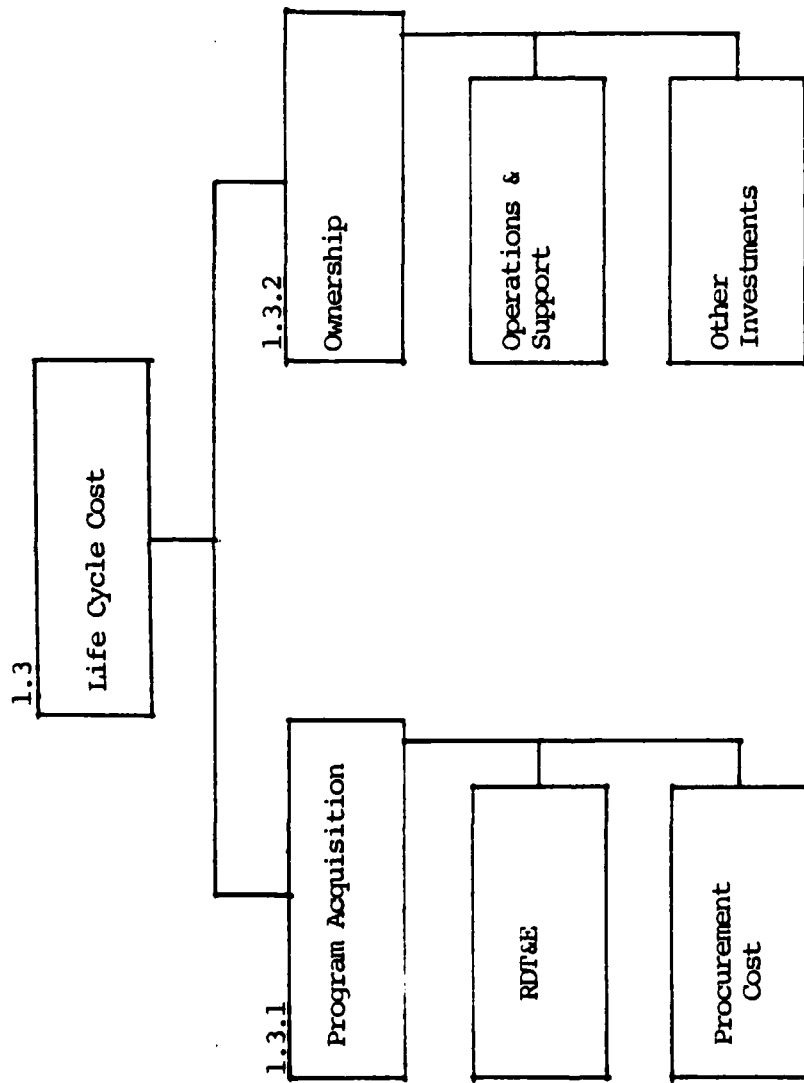 1.3
Life Cycle Cost
1.3.1
Program Acquisition
RDT&E
Procurement
Cost
1.3.2
Ownership
Operations &
Support
Other
Investments